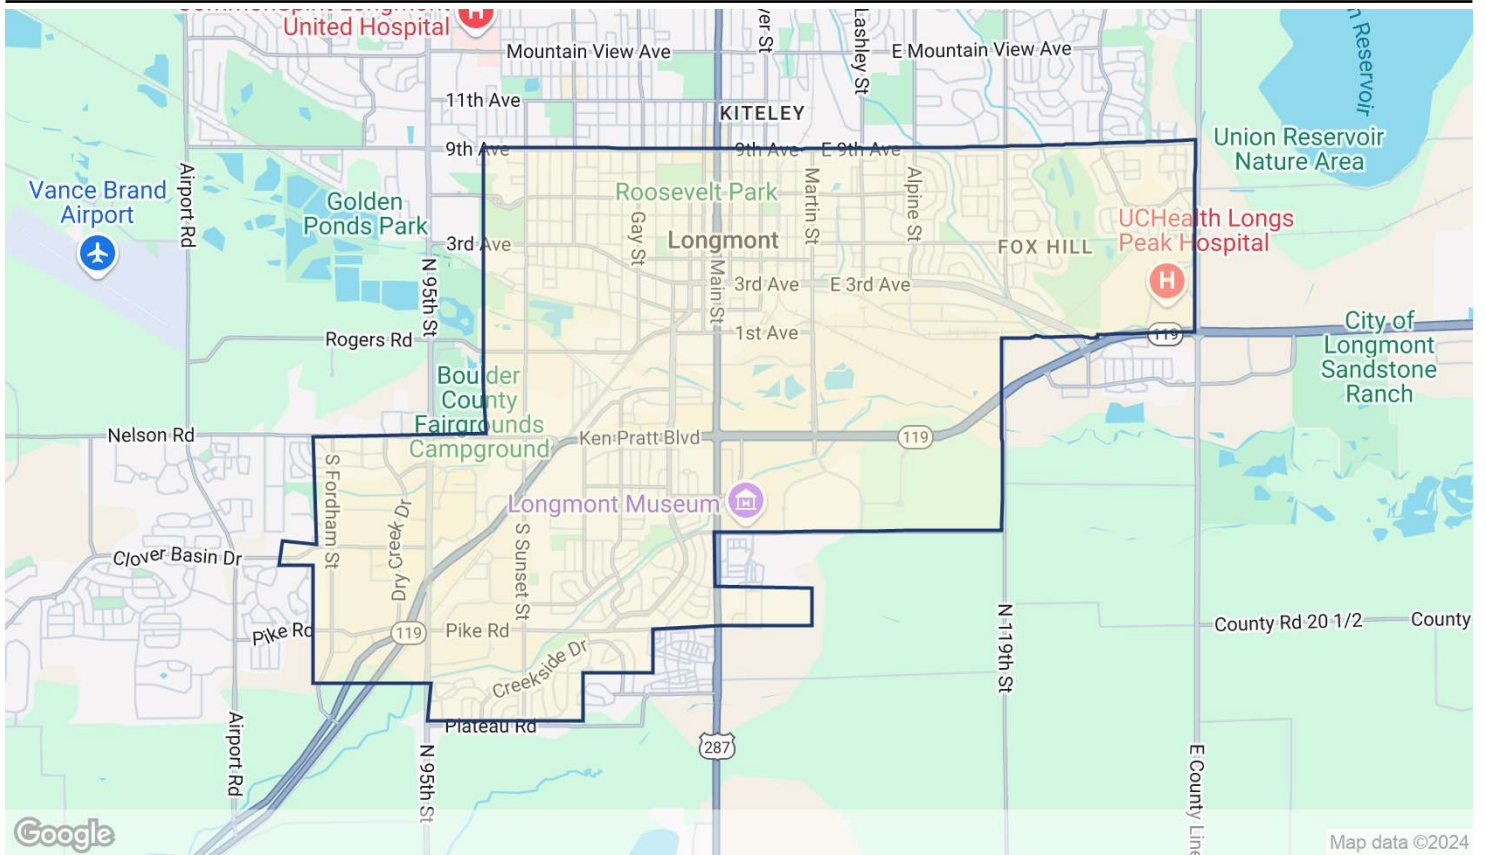 CommonSpirit Longmont
United Hospital
Mountain View Ave
Lashley St
E Mountain View Ave
n Reservoir
11th Ave
KITELEY
9th Ave
9th Ave
E 9th Ave
Union Reservoir
Nature Area
Vance Brand
Airport
Airport Rd
Golden
Ponds Park
Roosevelt Park
Martin St
Alpine St
UCHealth Longs
Peak Hospital
3rd Ave
Gay St
Longmont
FOX HILL
N 95th St
Main St
3rd Ave
E 3rd Ave
H
Rogers Rd
1st Ave
119
City of
Longmont
Sandstone
Ranch
Boulder
County
Fairgrounds
Campground
Nelson Rd
Ken Pratt Blvd
119
S Fordham St
Dry Creek Dr
Longmont Museum
S Sunset St
Clover Basin Dr
Pike Rd
119
Pike Rd
N 119th St
County Rd 20 1/2
County
Creekside Dr
Plateau Rd
Airport Rd
N 95th St
287
E County Line
Google
Map data ©2024